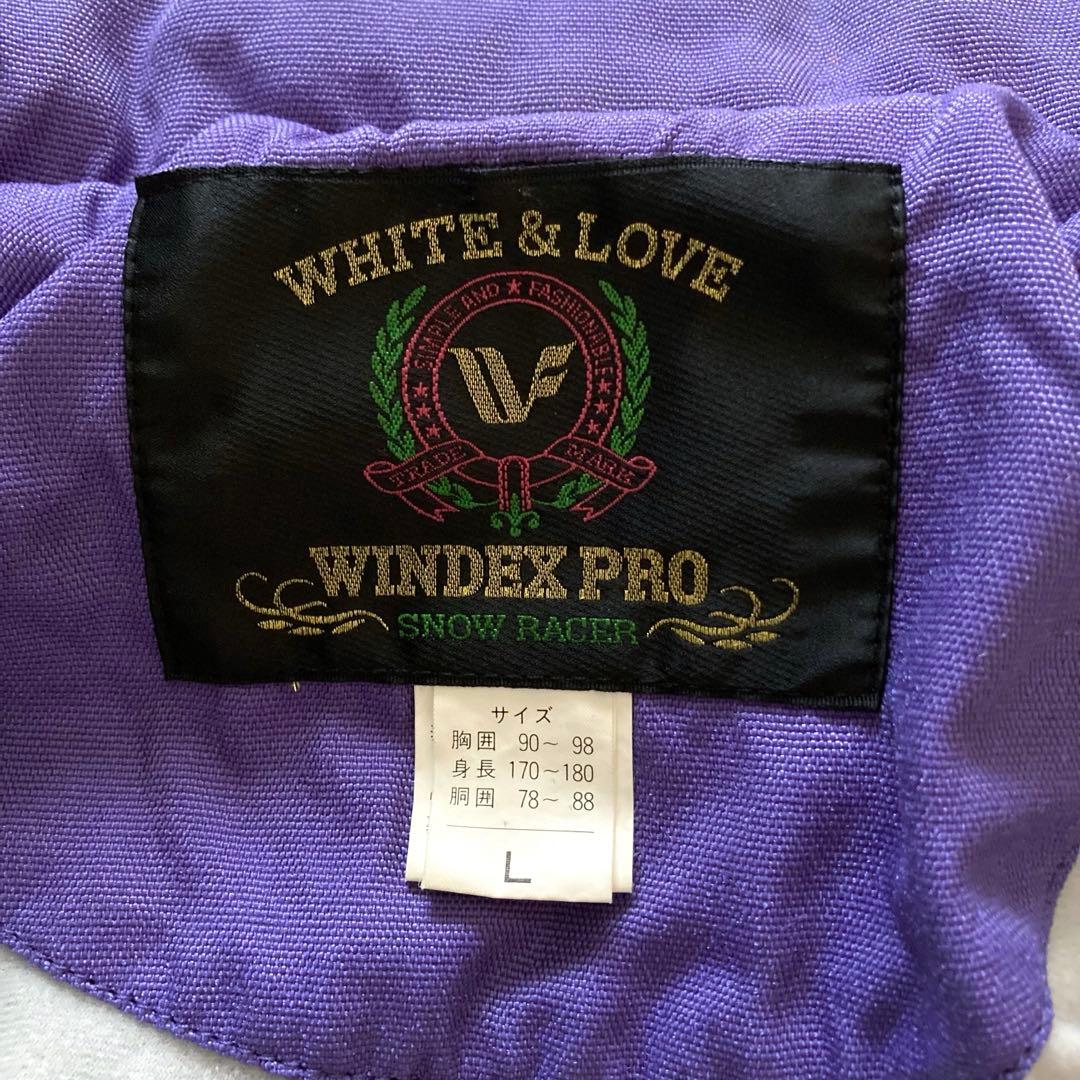 WHITE & LOVE
SIMPLE AND ★ FASHIONABLE
WF
TRADE MARK
WINDEX PRO
SNOW RACER
サイズ
胸囲 90〜 98
身長 170〜180
胴囲 78〜 88
L